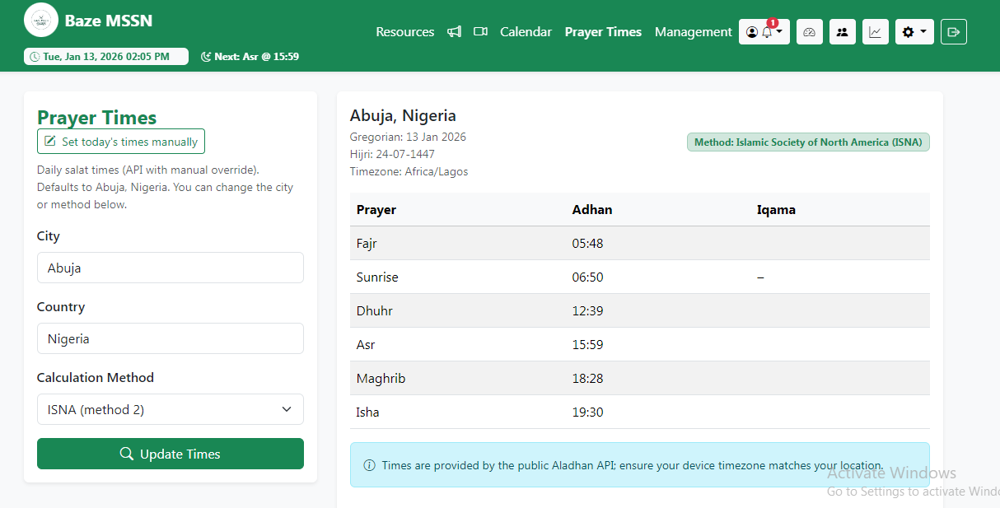 Baze MSSN
Resources Calendar Prayer Times Management 1
Tue, Jan 13, 2026 02:05 PM Next: Asr @ 15:59
Prayer Times
Set today's times manually
Daily salat times (API with manual override).
Defaults to Abuja, Nigeria. You can change the city
or method below.
City
Abuja
Country
Nigeria
Calculation Method
ISNA (method 2)
Update Times
Abuja, Nigeria
Gregorian: 13 Jan 2026
Hijri: 24-07-1447
Timezone: Africa/Lagos
Method: Islamic Society of North America (ISNA)
Prayer Adhan Iqama
Fajr 05:48
Sunrise 06:50 –
Dhuhr 12:39
Asr 15:59
Maghrib 18:28
Isha 19:30
Times are provided by the public Aladhan API; ensure your device timezone matches your location.
Activate Windows
Go to Settings to activate Wind